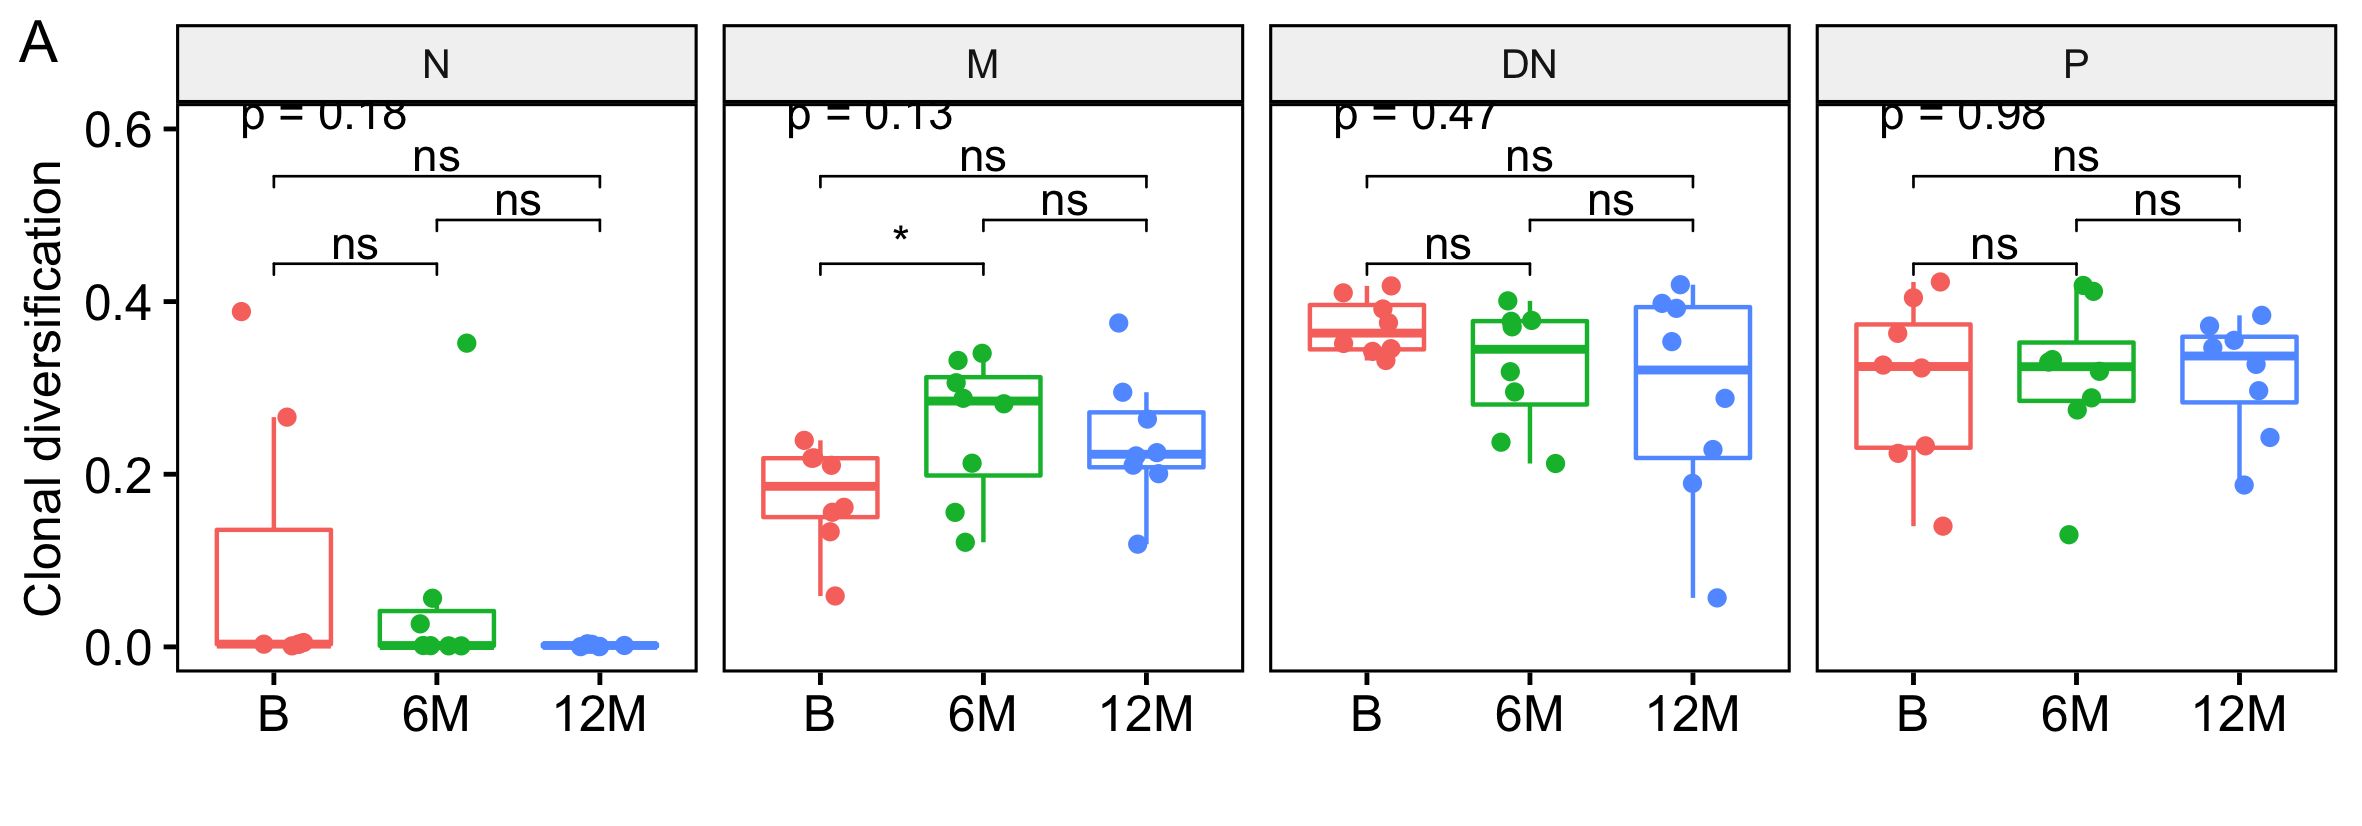 A
N M DN P
p = 0.18 p = 0.13 p = 0.47 p = 0.98
ns ns ns ns
ns ns ns ns
ns * ns ns
Clonal diversification
0.6
0.4
0.2
0.0
B 6M 12M B 6M 12M B 6M 12M B 6M 12M